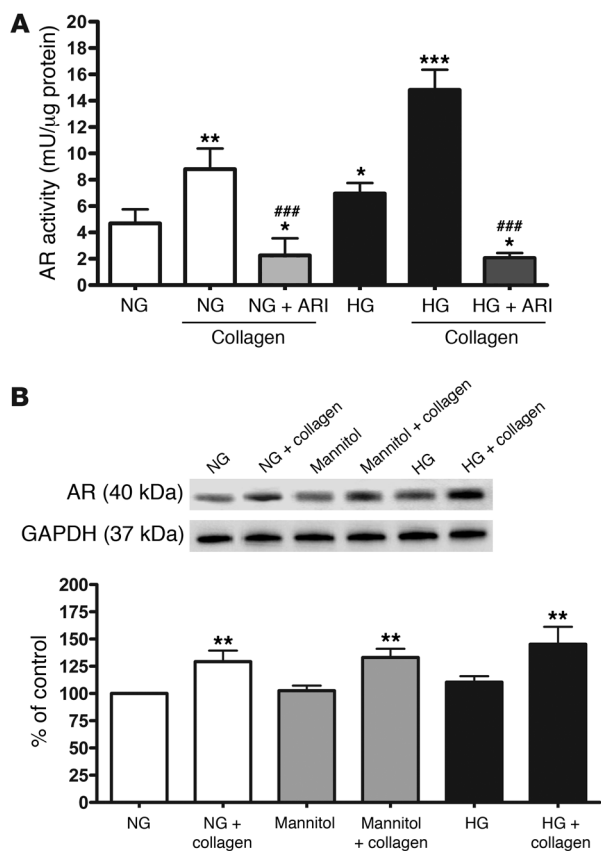 A
AR activity (mU/μg protein)
20
18
16
14
12
10
8
6
4
2
0
**
###
*
*
***
###
*
NG
NG
NG + ARI
HG
HG
HG + ARI
Collagen
Collagen
B
NG
NG + collagen
Mannitol
Mannitol + collagen
HG
HG + collagen
AR (40 kDa)
GAPDH (37 kDa)
% of control
200
175
150
125
100
75
50
25
0
**
**
**
NG
NG +
collagen
Mannitol
Mannitol
+ collagen
HG
HG +
collagen